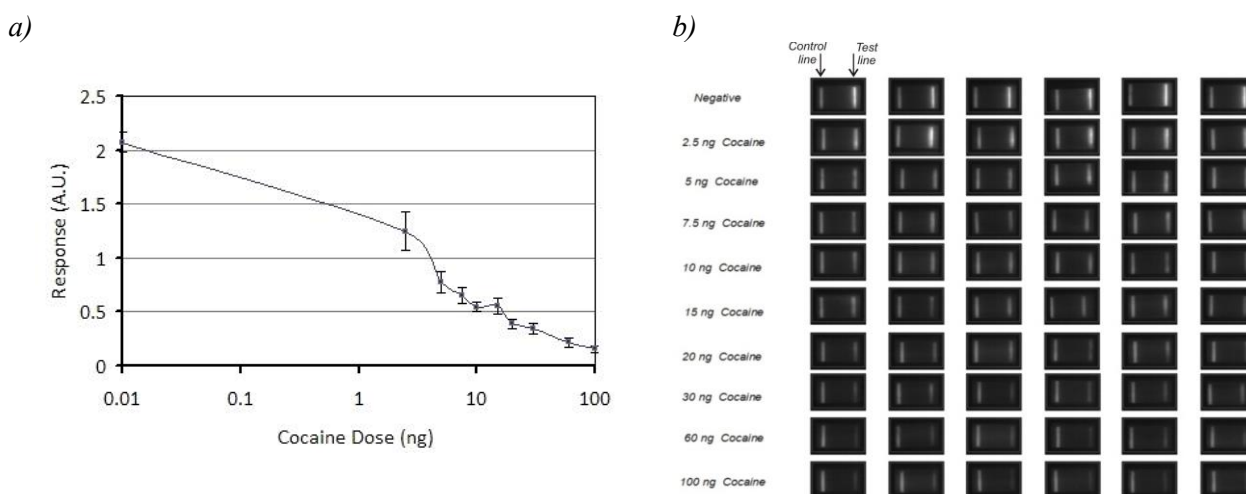 a)
b)
Control line
Test line
2.5
2
1.5
1
0.5
0
Response (A.U.)
0.01 0.1 1 10 100
Cocaine Dose (ng)
Negative
2.5 ng Cocaine
5 ng Cocaine
7.5 ng Cocaine
10 ng Cocaine
15 ng Cocaine
20 ng Cocaine
30 ng Cocaine
60 ng Cocaine
100 ng Cocaine